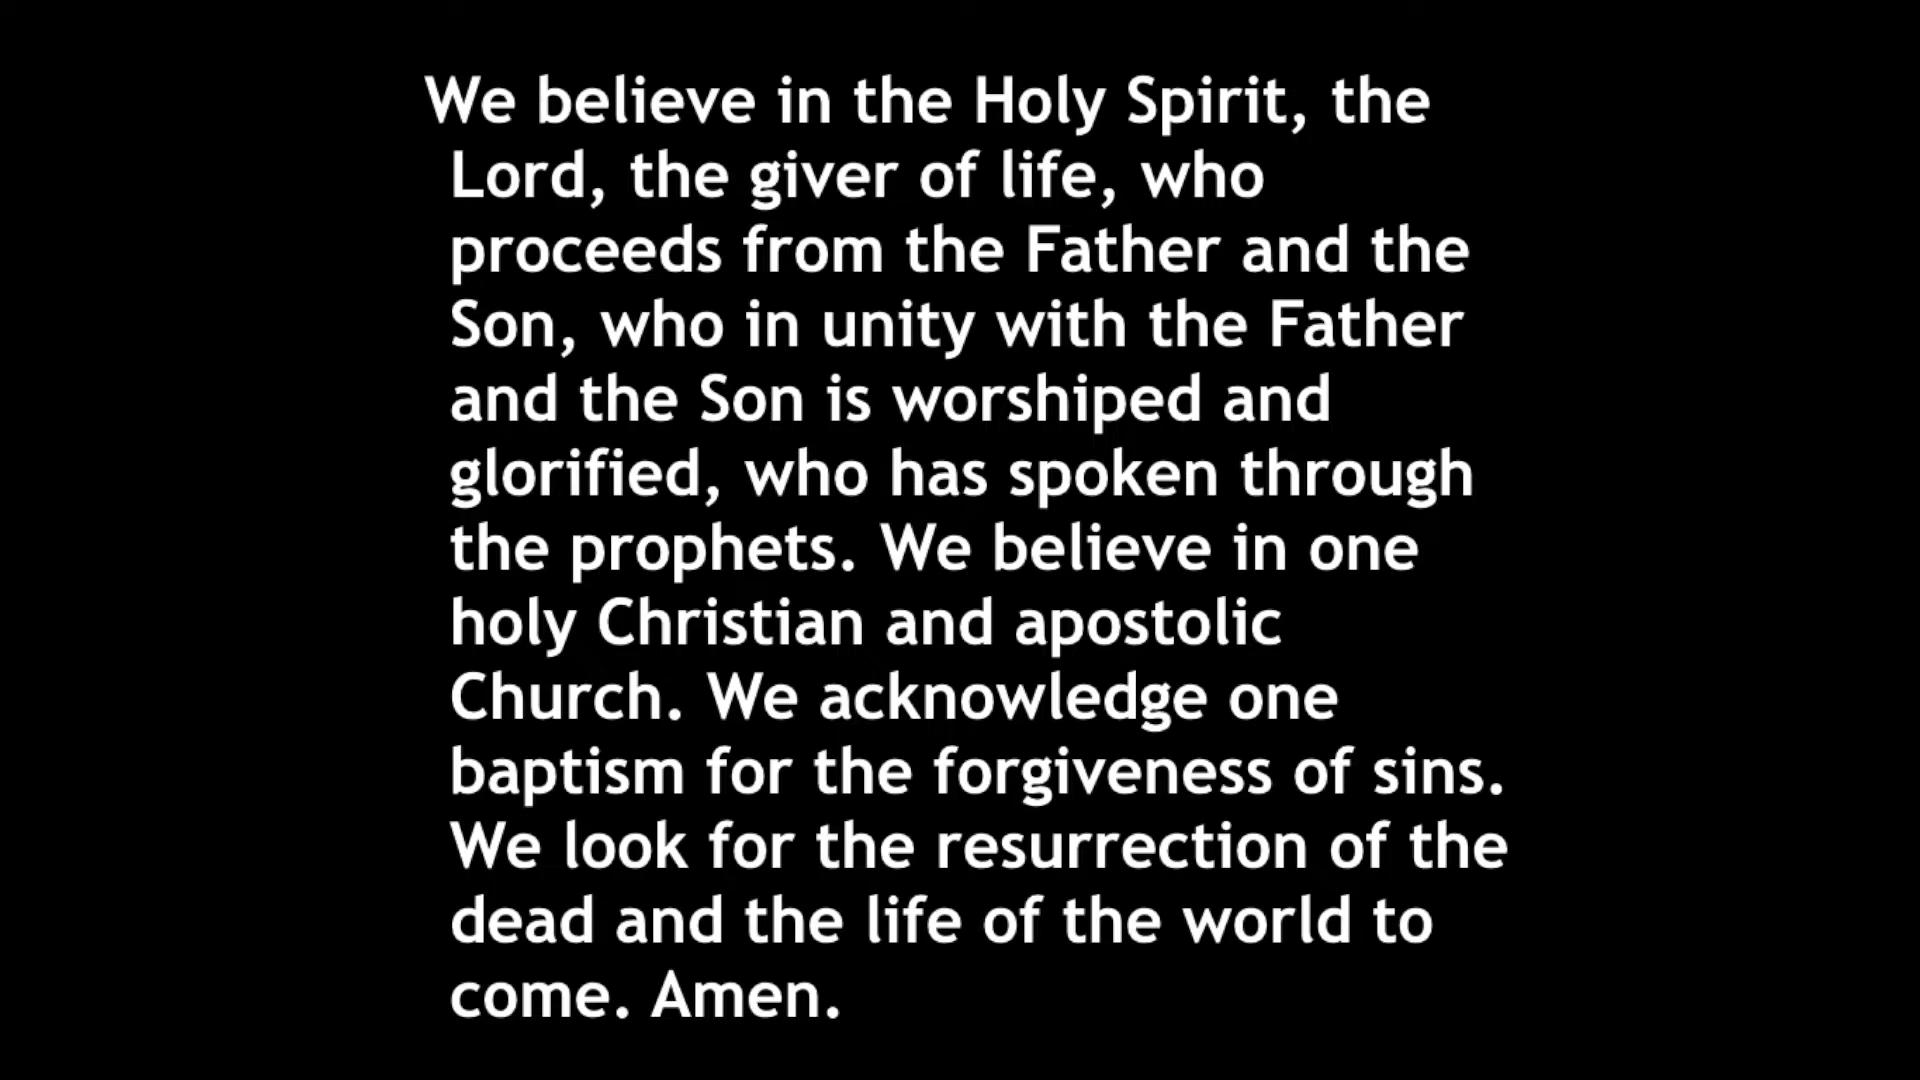 We believe in the Holy Spirit, the
Lord, the giver of life, who
proceeds from the Father and the
Son, who in unity with the Father
and the Son is worshiped and
glorified, who has spoken through
the prophets. We believe in one
holy Christian and apostolic
Church. We acknowledge one
baptism for the forgiveness of sins.
We look for the resurrection of the
dead and the life of the world to
come. Amen.